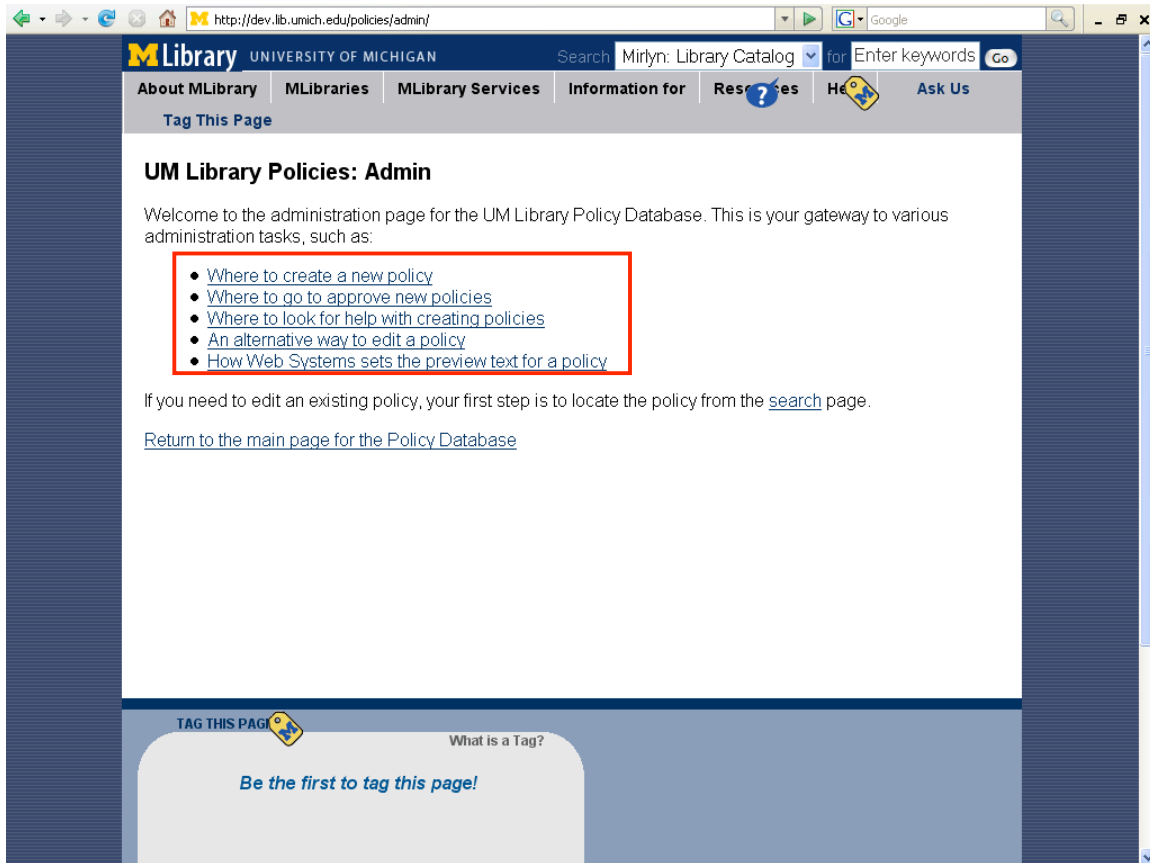 http://dev.lib.umich.edu/policies/admin/
G
Google
MLibrary UNIVERSITY OF MICHIGAN
Search Mirlyn: Library Catalog for Enter keywords Go
About MLibrary MLibraries MLibrary Services Information for ? Ask Us
Tag This Page
UM Library Policies: Admin
Welcome to the administration page for the UM Library Policy Database. This is your gateway to various
administration tasks, such as:
• Where to create a new policy
• Where to go to approve new policies
• Where to look for help with creating policies
• An alternative way to edit a policy
• How Web Systems sets the preview text for a policy
If you need to edit an existing policy, your first step is to locate the policy from the search page.
Return to the main page for the Policy Database
TAG THIS PAGE
What is a Tag?
Be the first to tag this page!